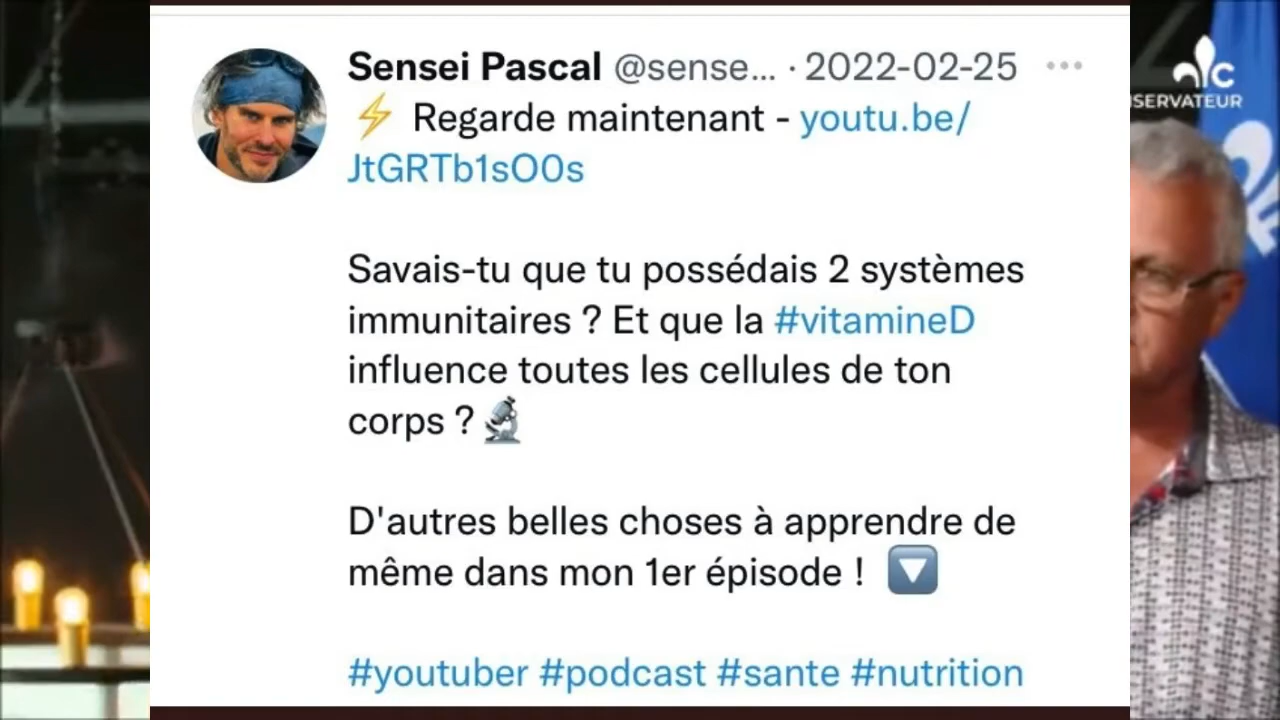 Sensei Pascal @sense... · 2022-02-25
⚡ Regarde maintenant - youtu.be/
JtGRTb1sO0s
Savais-tu que tu possédais 2 systèmes
immunitaires ? Et que la #vitamineD
influence toutes les cellules de ton
corps ? 🔬
D'autres belles choses à apprendre de
même dans mon 1er épisode ! 🔽
#youtuber #podcast #sante #nutrition
C
SERVATEUR